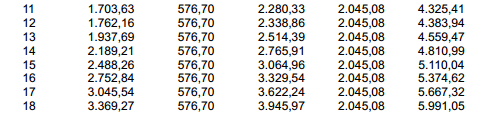 11 1.703,63 576,70 2.280,33 2.045,08 4.325,41
12 1.762,16 576,70 2.338,86 2.045,08 4.383,94
13 1.937,69 576,70 2.514,39 2.045,08 4.559,47
14 2.189,21 576,70 2.765,91 2.045,08 4.810,99
15 2.488,26 576,70 3.064,96 2.045,08 5.110,04
16 2.752,84 576,70 3.329,54 2.045,08 5.374,62
17 3.045,54 576,70 3.622,24 2.045,08 5.667,32
18 3.369,27 576,70 3.945,97 2.045,08 5.991,05